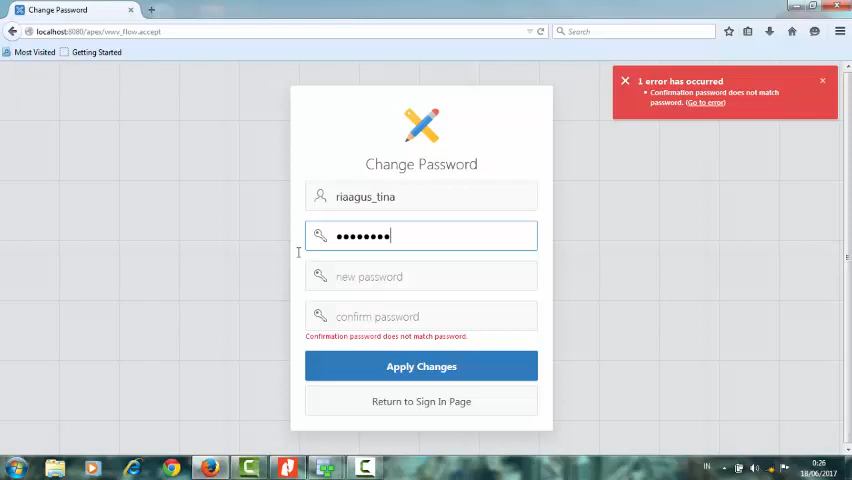 Change Password
localhost:8080/apex/wwv_flow.accept
Search
Most Visited
Getting Started
1 error has occurred
Confirmation password does not match
password. (Go to error)
Change Password
riaagus_tina
new password
confirm password
Confirmation password does not match password.
Apply Changes
Return to Sign In Page
IN
0:26
18/06/2017